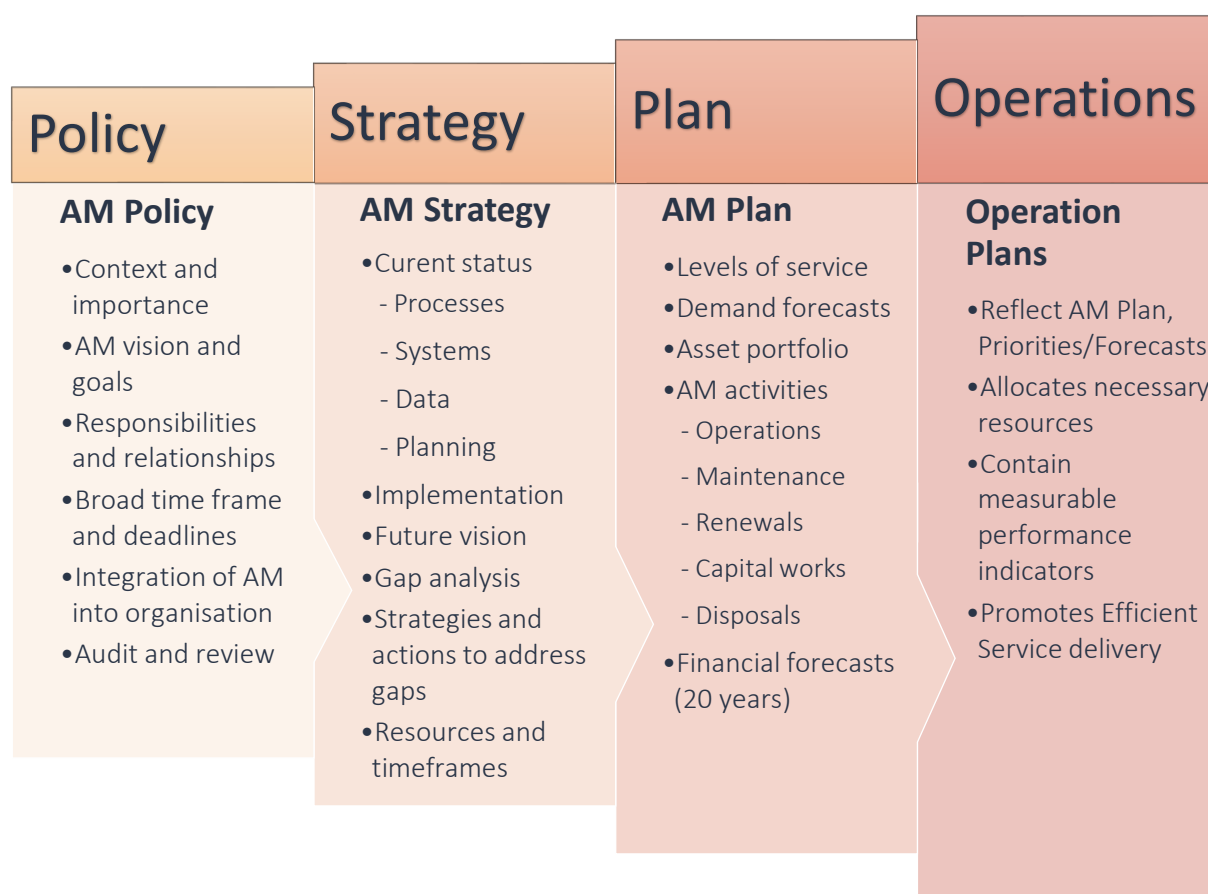 Policy
AM Policy
•Context and
importance
•AM vision and
goals
•Responsibilities
and relationships
•Broad time frame
and deadlines
•Integration of AM
into organisation
•Audit and review
Strategy
AM Strategy
•Curent status
- Processes
- Systems
- Data
- Planning
•Implementation
•Future vision
•Gap analysis
•Strategies and
actions to address
gaps
•Resources and
timeframes
Plan
AM Plan
•Levels of service
•Demand forecasts
•Asset portfolio
•AM activities
- Operations
- Maintenance
- Renewals
- Capital works
- Disposals
•Financial forecasts
(20 years)
Operations
Operation
Plans
•Reflect AM Plan,
Priorities/Forecasts
•Allocates necessary
resources
•Contain
measurable
performance
indicators
•Promotes Efficient
Service delivery